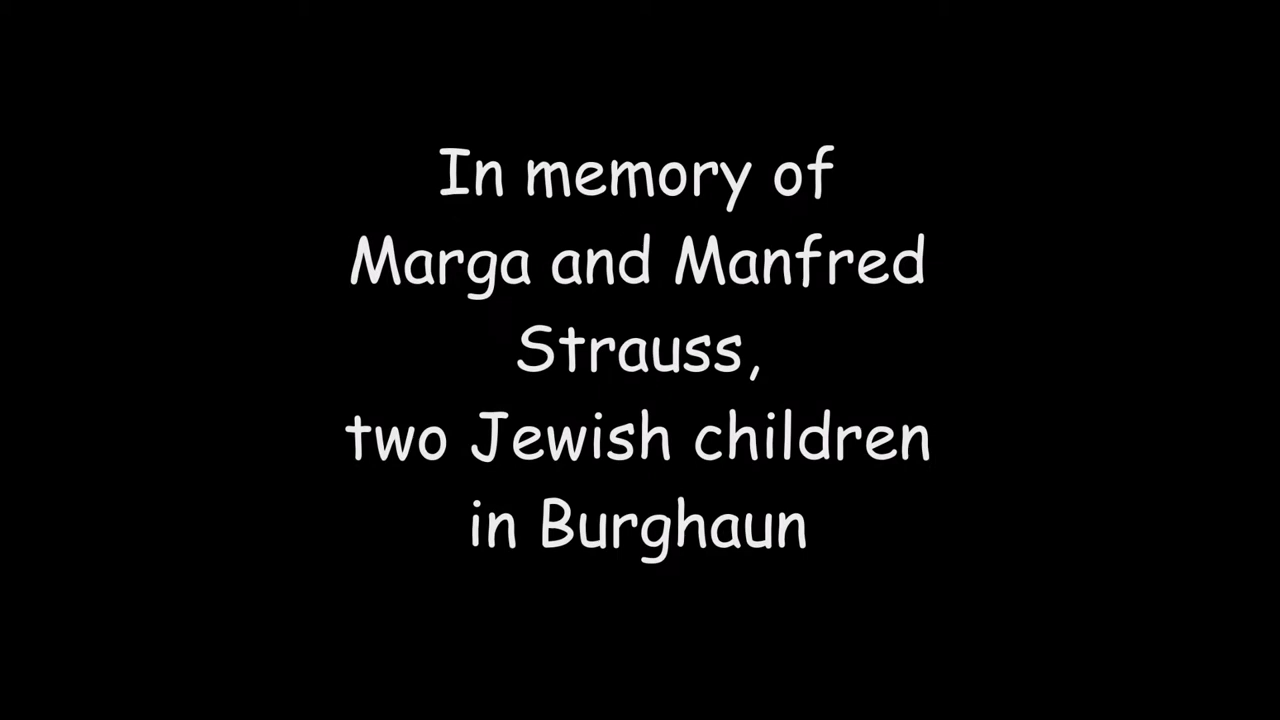 In memory of
Marga and Manfred
Strauss,
two Jewish children
in Burghaun